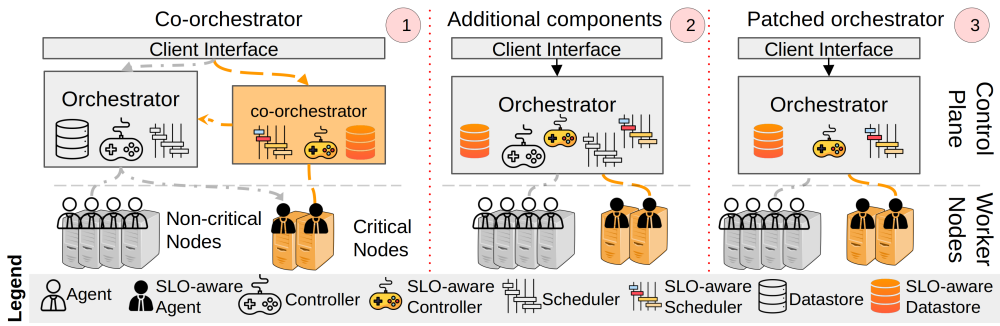 Co-orchestrator
1
Client Interface
Orchestrator
co-orchestrator
Non-critical
Nodes
Critical
Nodes
Additional components
2
Client Interface
Orchestrator
Patched orchestrator
3
Client Interface
Orchestrator
Control
Plane
Worker
Nodes
Legend
Agent
SLO-aware
Agent
Controller
SLO-aware
Controller
Scheduler
SLO-aware
Scheduler
Datastore
SLO-aware
Datastore